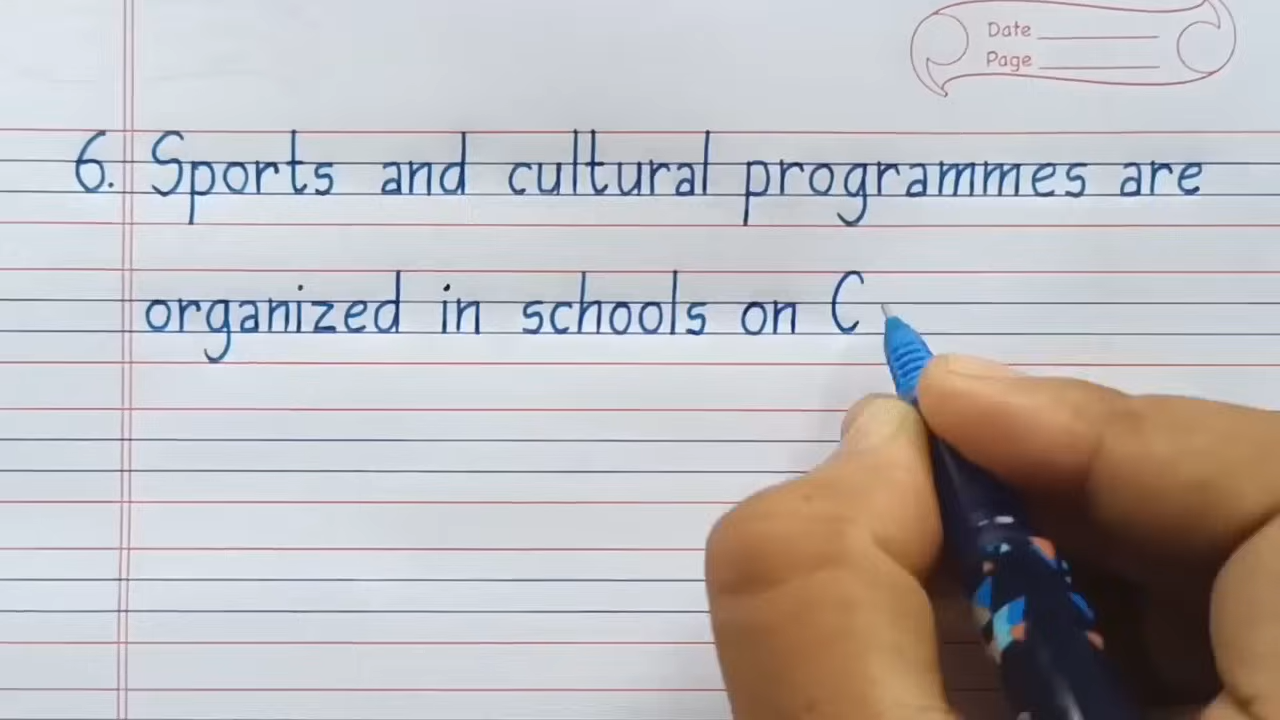 Date
Page
6. Sports and cultural programmes are
organized in schools on C